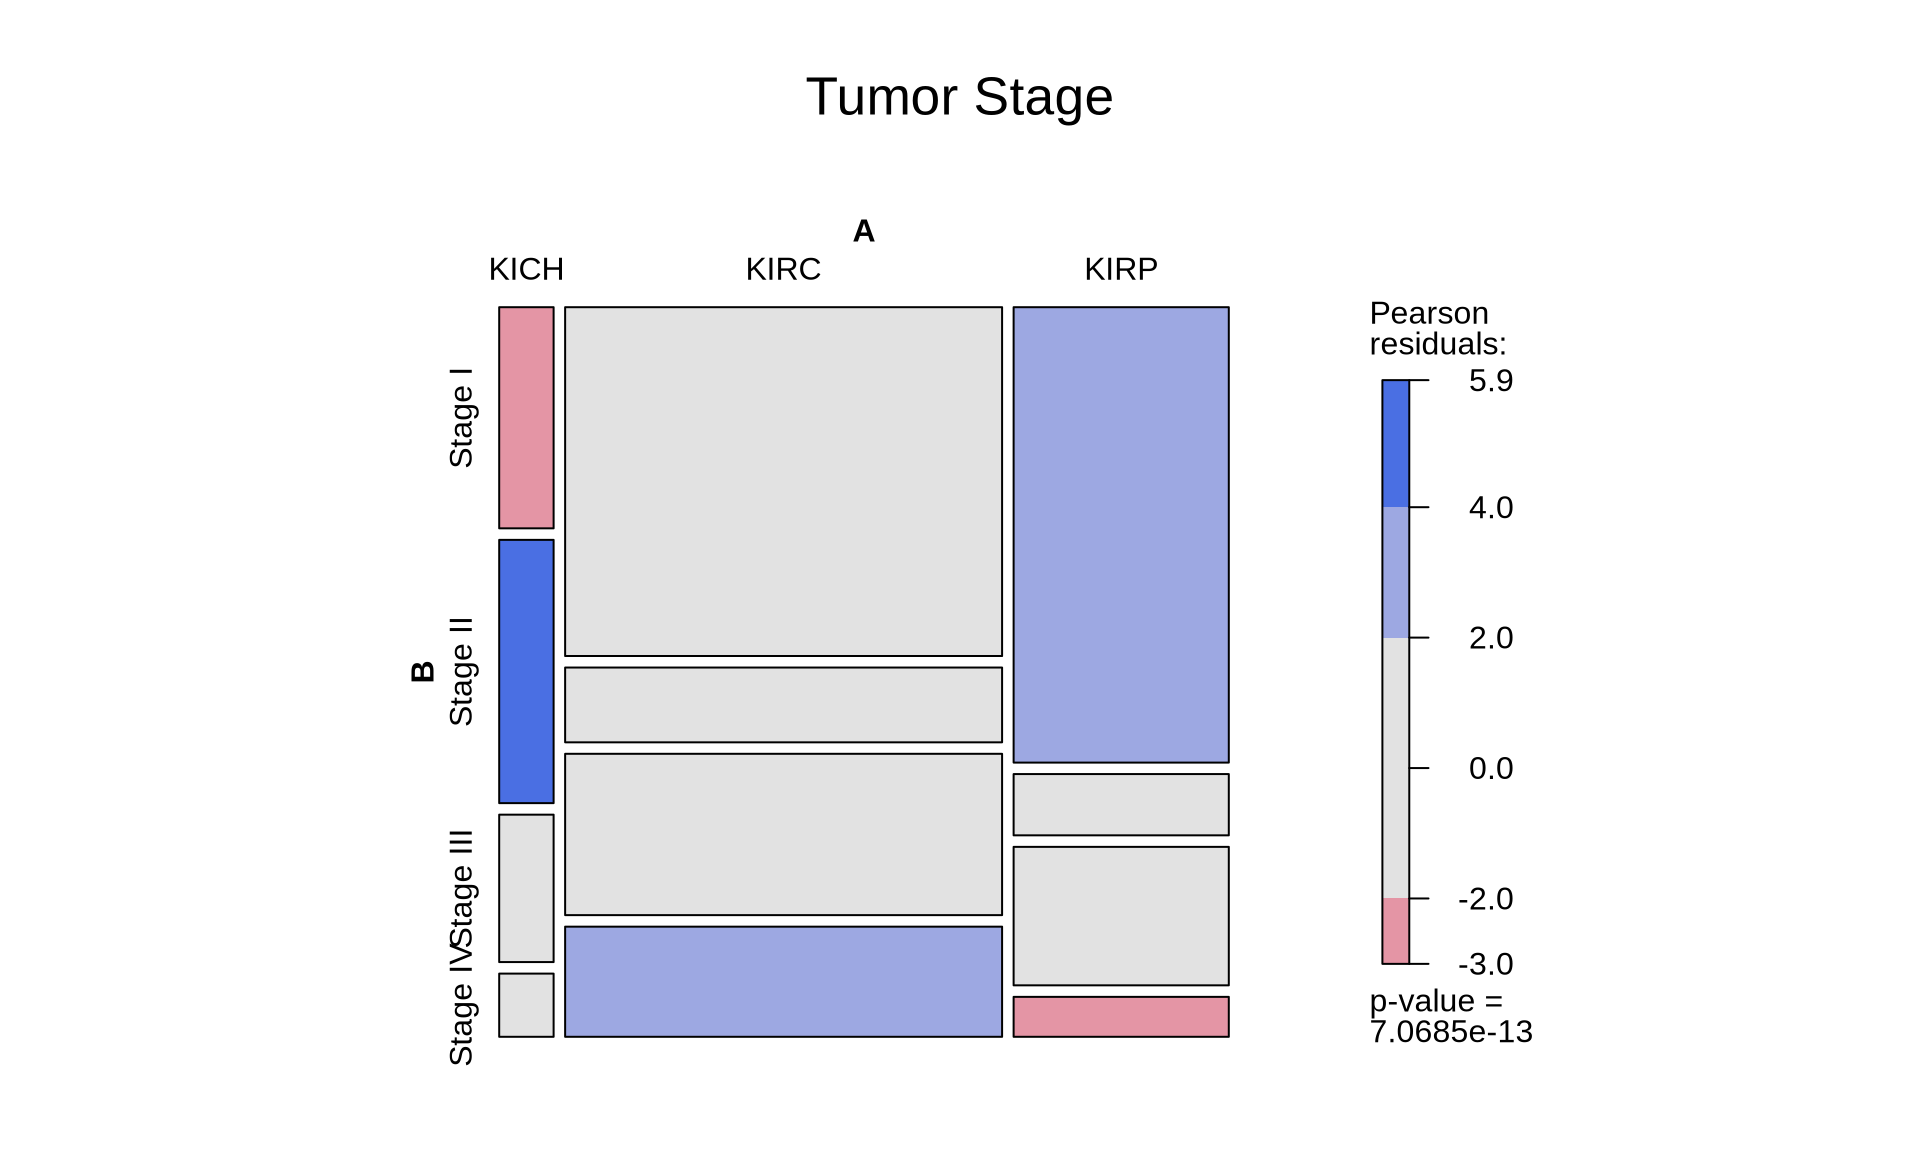 Tumor Stage
A
KICH KIRC KIRP
B
Stage I
Stage II
Stage III
Stage IV
Pearson
residuals:
5.9
4.0
2.0
0.0
-2.0
-3.0
p-value =
7.0685e-13